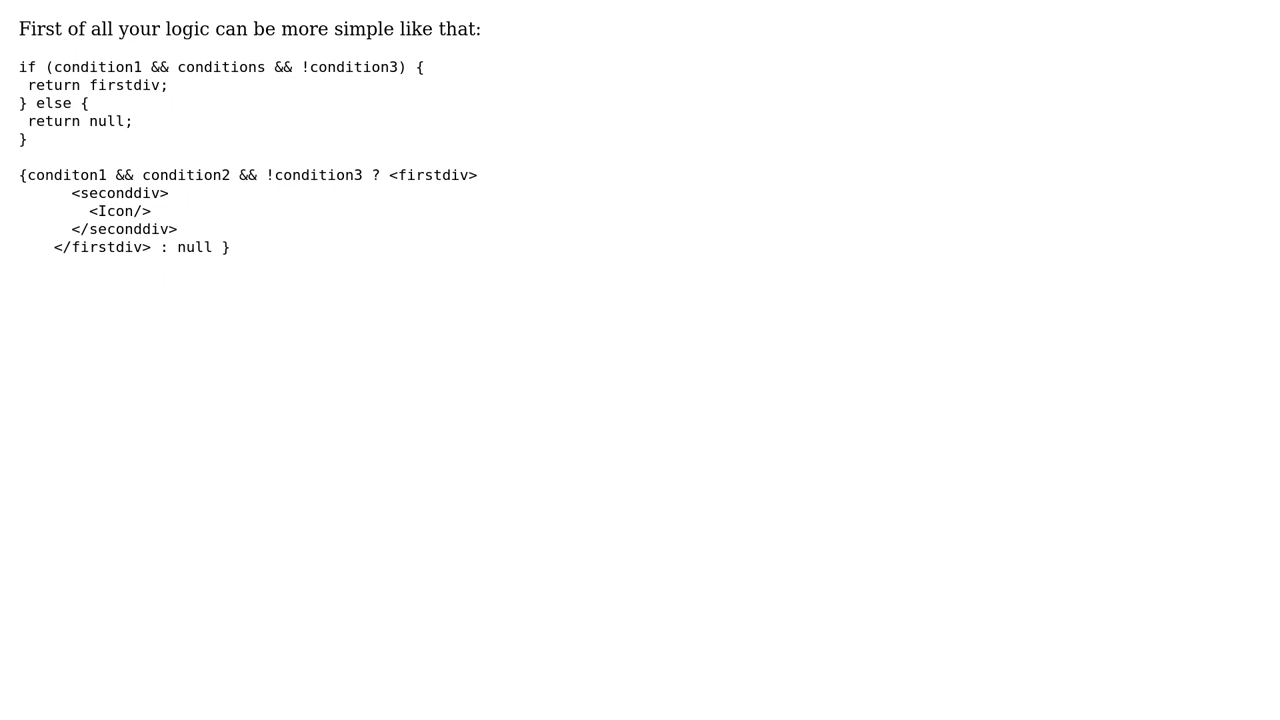 First of all your logic can be more simple like that:
if (condition1 && conditions && !condition3) {
 return firstdiv;
} else {
 return null;
}
{conditon1 && condition2 && !condition3 ? <firstdiv>
      <seconddiv>
        <Icon/>
      </seconddiv>
    </firstdiv> : null }